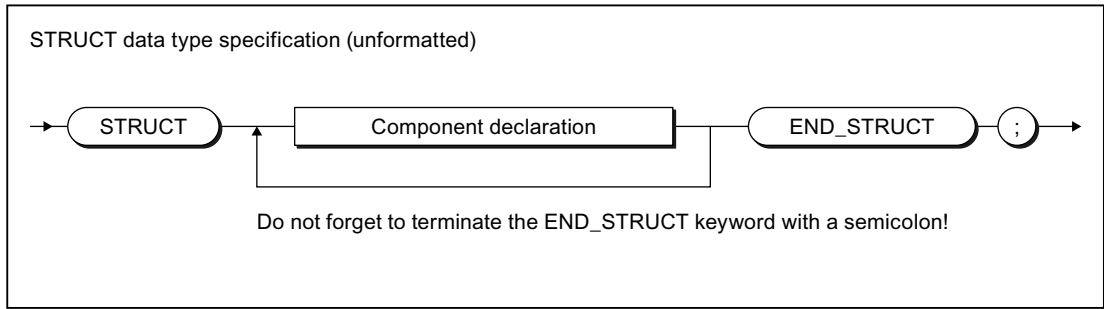 STRUCT data type specification (unformatted)
STRUCT
Component declaration
END_STRUCT
;
Do not forget to terminate the END_STRUCT keyword with a semicolon!